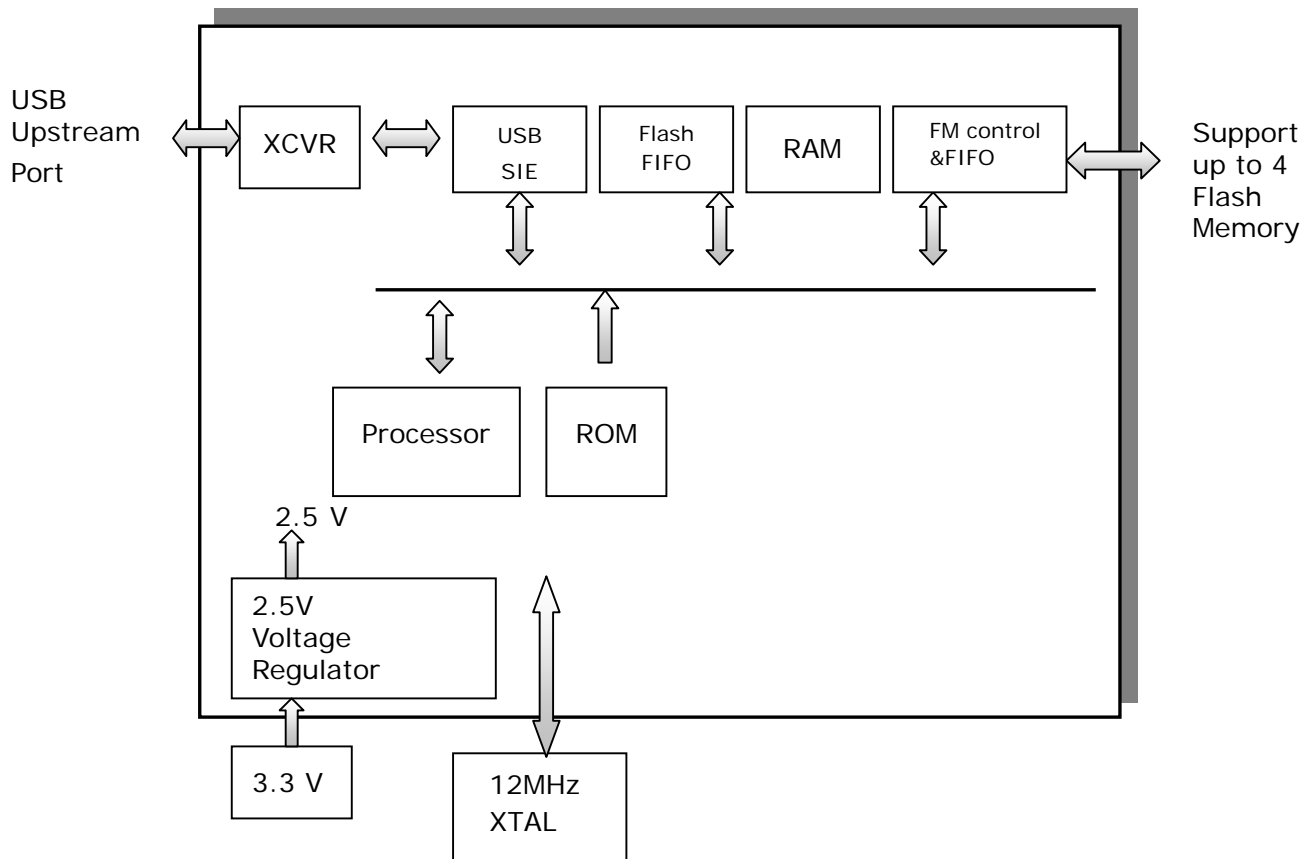 USB
Upstream
Port
XCVR
USB
SIE
Flash
FIFO
RAM
FM control
&FIFO
Support
up to 4
Flash
Memory
Processor
ROM
2.5 V
2.5V
Voltage
Regulator
3.3 V
12MHz
XTAL